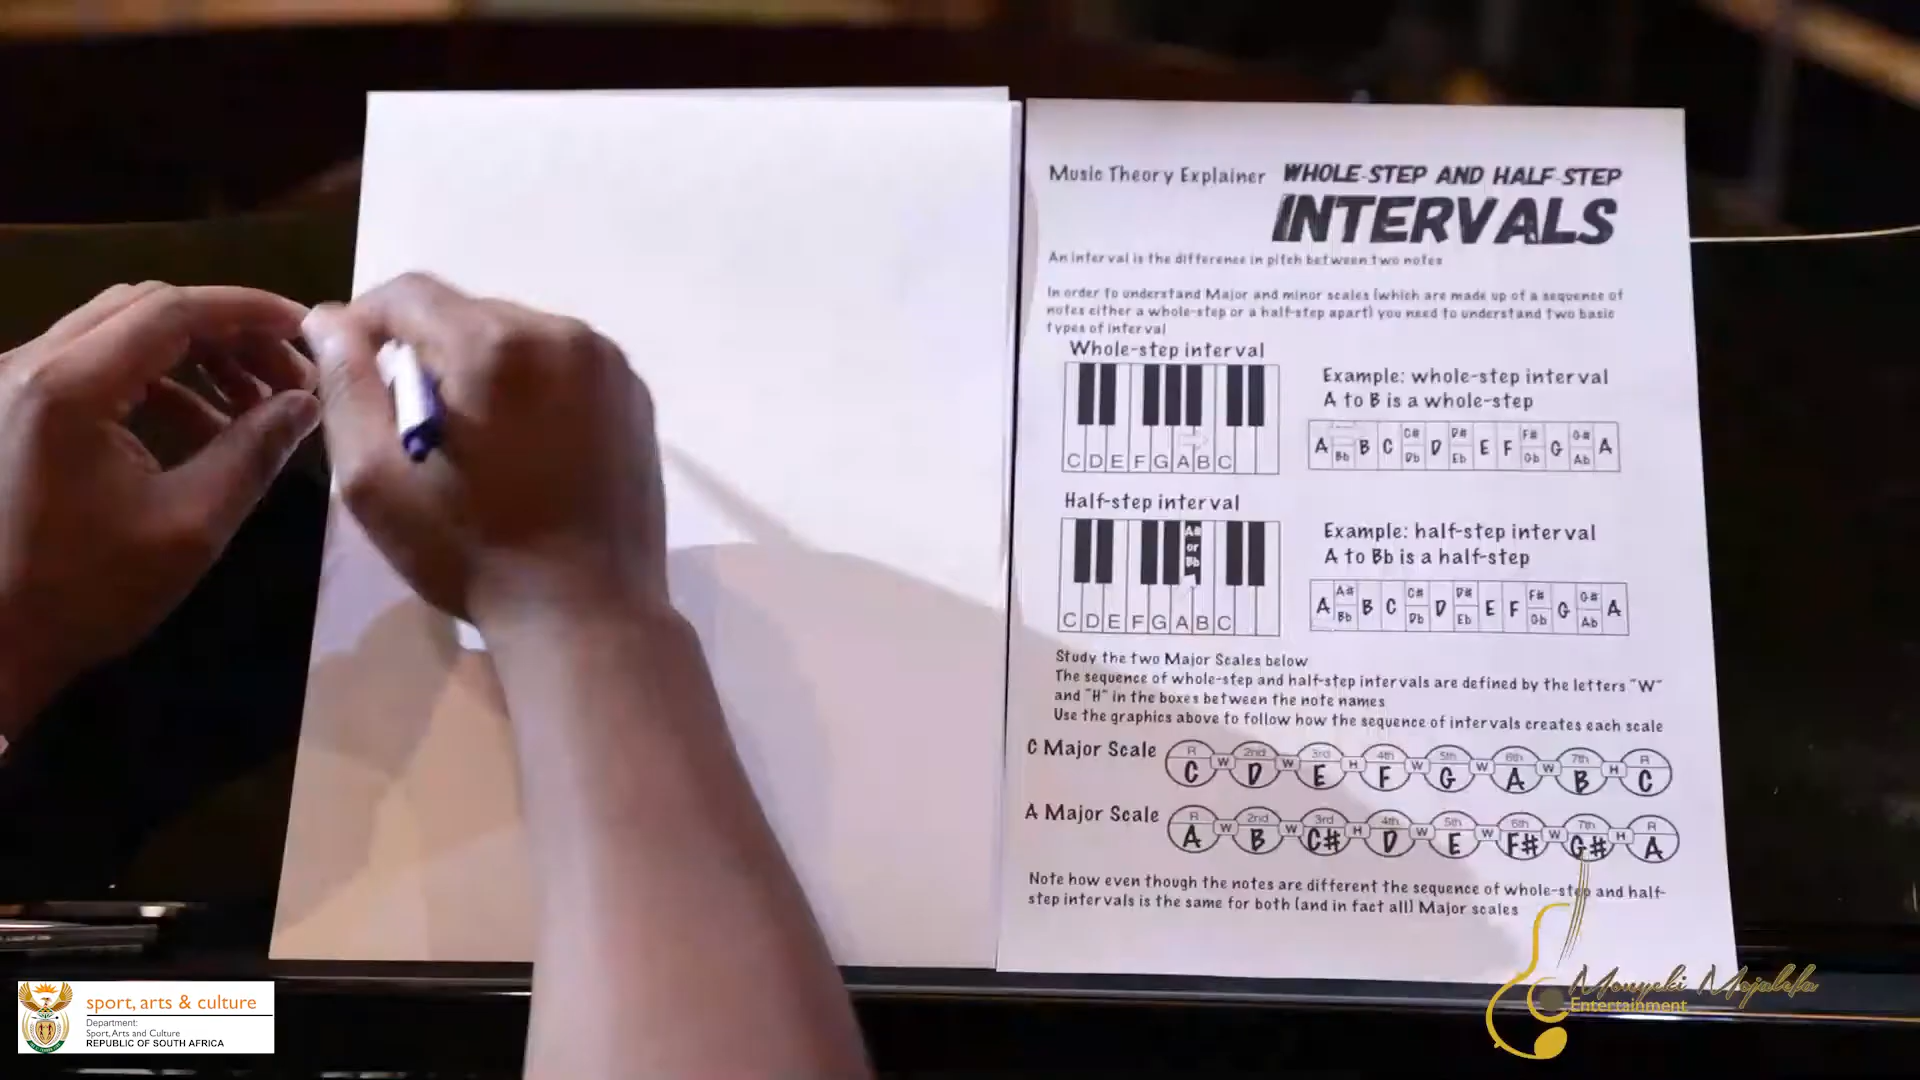 Music Theory Explainer WHOLE-STEP AND HALF-STEP
INTERVALS
An interval is the difference in pitch between two notes
In order to understand Major and minor scales (which are made up of a sequence of
notes either a whole-step or a half-step apart) you need to understand two basic
types of interval
Whole-step interval
C D E F G A B C
Example: whole-step interval
A to B is a whole-step
A Bb B C C# Db D D# Eb E F F# Gb G G# Ab A
Half-step interval
A# or Bb
C D E F G A B C
Example: half-step interval
A to Bb is a half-step
A A# Bb B C C# Db D D# Eb E F F# Gb G G# Ab A
Study the two Major Scales below
The sequence of whole-step and half-step intervals are defined by the letters "W"
and "H" in the boxes between the note names
Use the graphics above to follow how the sequence of intervals creates each scale
C Major Scale
R 2nd 3rd 4th 5th 6th 7th R
C W D W E H F W G W A W B H C
A Major Scale
R 2nd 3rd 4th 5th 6th 7th R
A W B W C# H D W E W F# W G# H A
Note how even though the notes are different the sequence of whole-step and half-
step intervals is the same for both (and in fact all) Major scales
sport, arts & culture
Department:
Sport, Arts and Culture
REPUBLIC OF SOUTH AFRICA
Monyeki Mojalefa
Entertainment